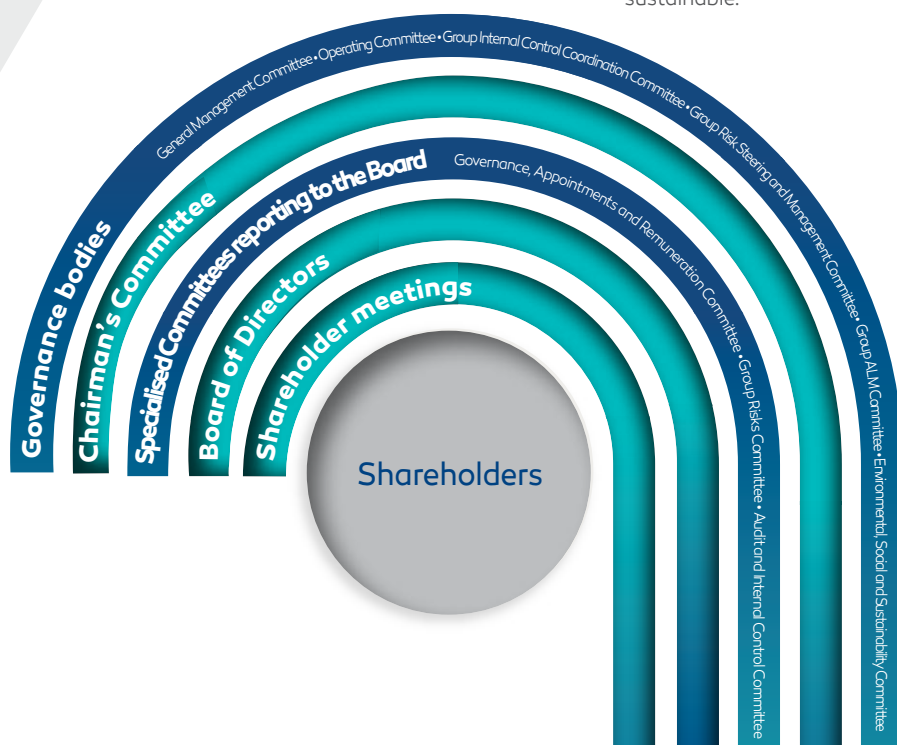 sustainable.
Governance bodies
General Management Committee • Operating Committee • Group Internal Control Coordination Committee • Group Risk Steering and Management Committee • Group ALM Committee • Environmental, Social and Sustainability Committee
Chairman's Committee
Specialised Committees reporting to the Board
Governance, Appointments and Remuneration Committee • Group Risks Committee • Audit and Internal Control Committee
Board of Directors
Shareholder meetings
Shareholders